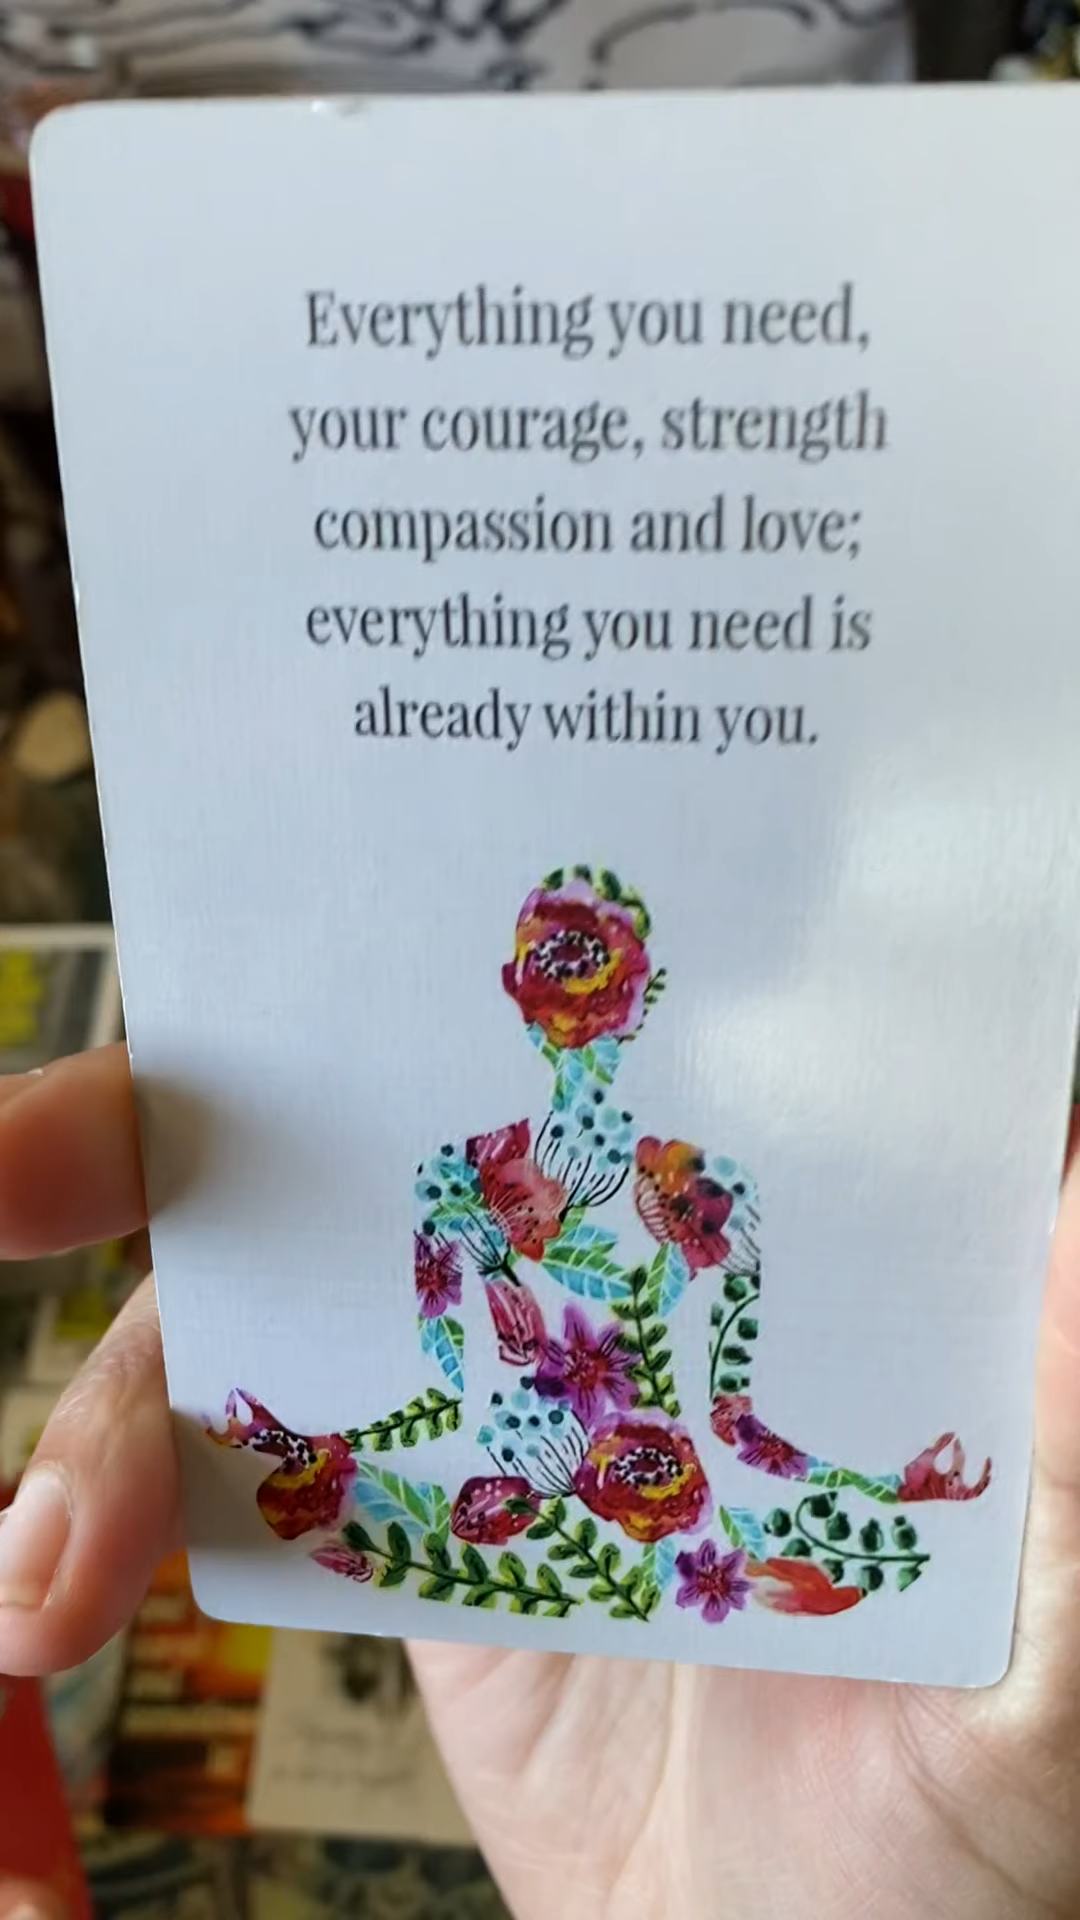 Everything you need,
your courage, strength
compassion and love;
everything you need is
already within you.